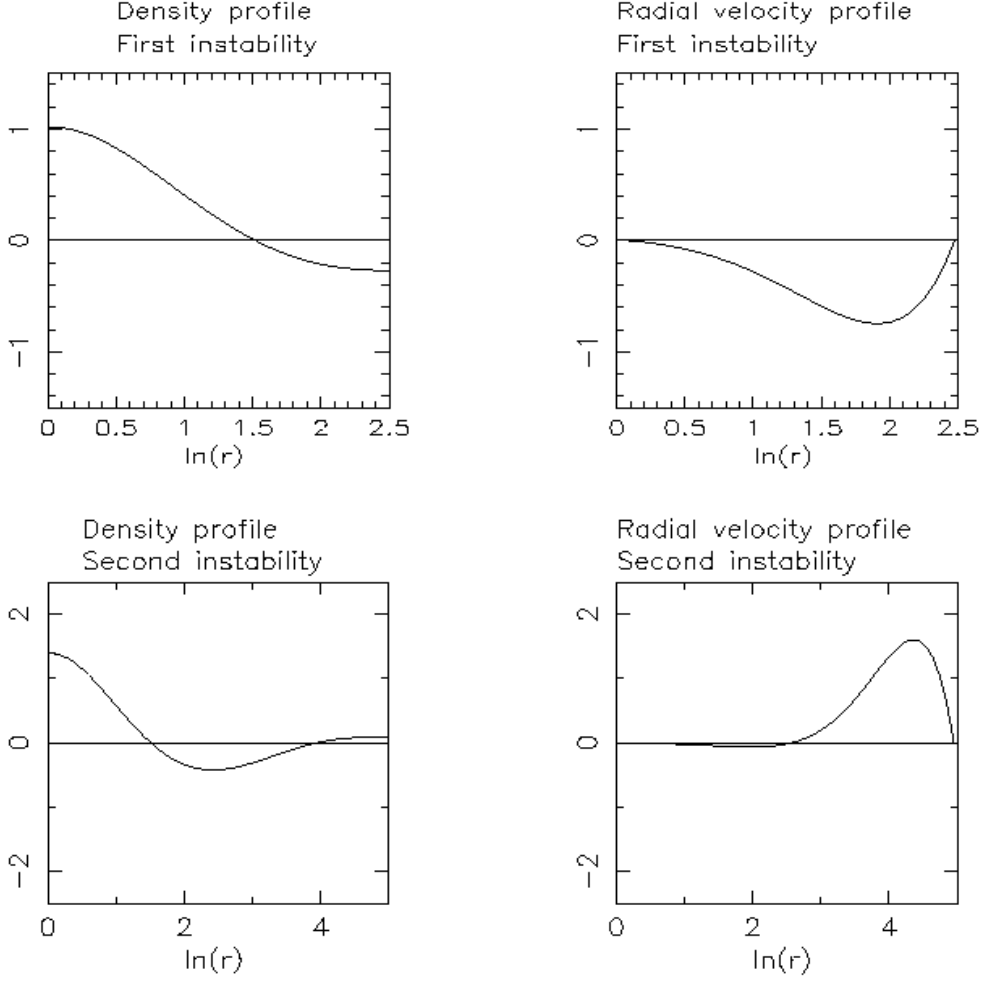 Density profile
First instability
1
0
−1
0 0.5 1 1.5 2 2.5
ln(r)
Radial velocity profile
First instability
1
0
−1
0 0.5 1 1.5 2 2.5
ln(r)
Density profile
Second instability
2
0
−2
0 2 4
ln(r)
Radial velocity profile
Second instability
2
0
−2
0 2 4
ln(r)